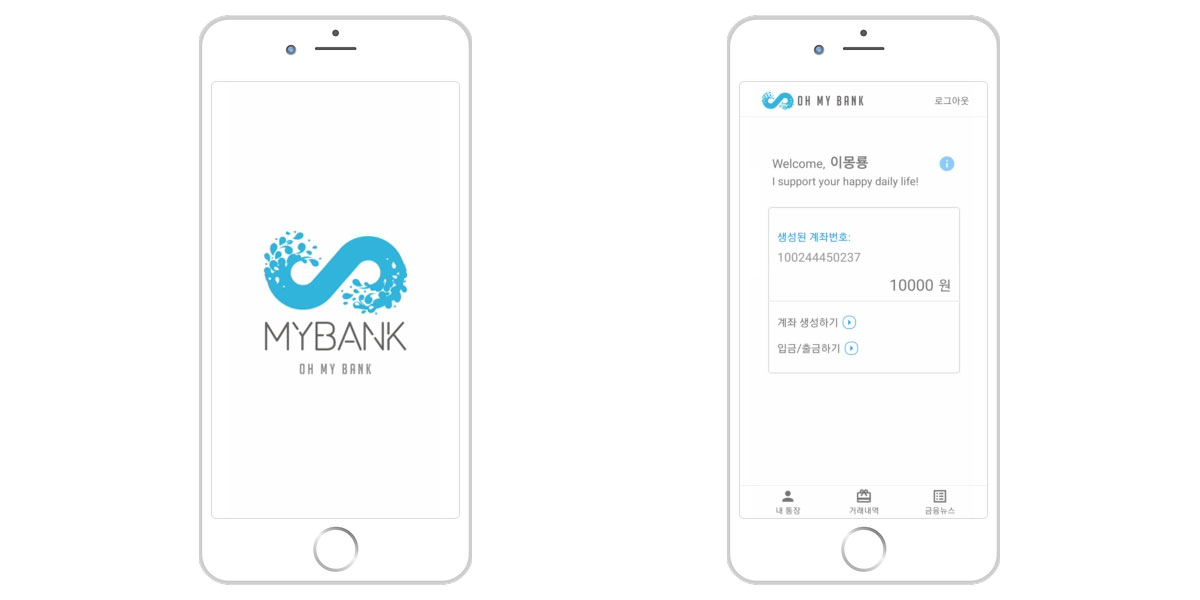 MYBANK
OH MY BANK
OH MY BANK
로그아웃
Welcome, 이몽룡
I support your happy daily life!
생성된 계좌번호:
100244450237
10000 원
계좌 생성하기
입금/출금하기
내 통장
거래내역
금융뉴스